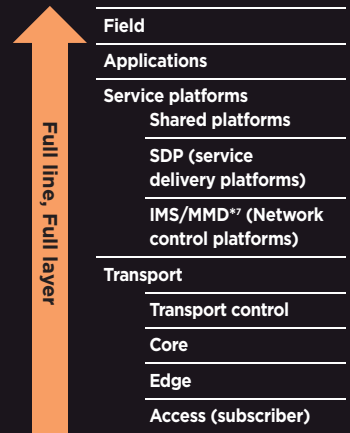 Full line, Full layer
Field
Applications
Service platforms
Shared platforms
SDP (service
delivery platforms)
IMS/MMD*⁷ (Network
control platforms)
Transport
Transport control
Core
Edge
Access (subscriber)